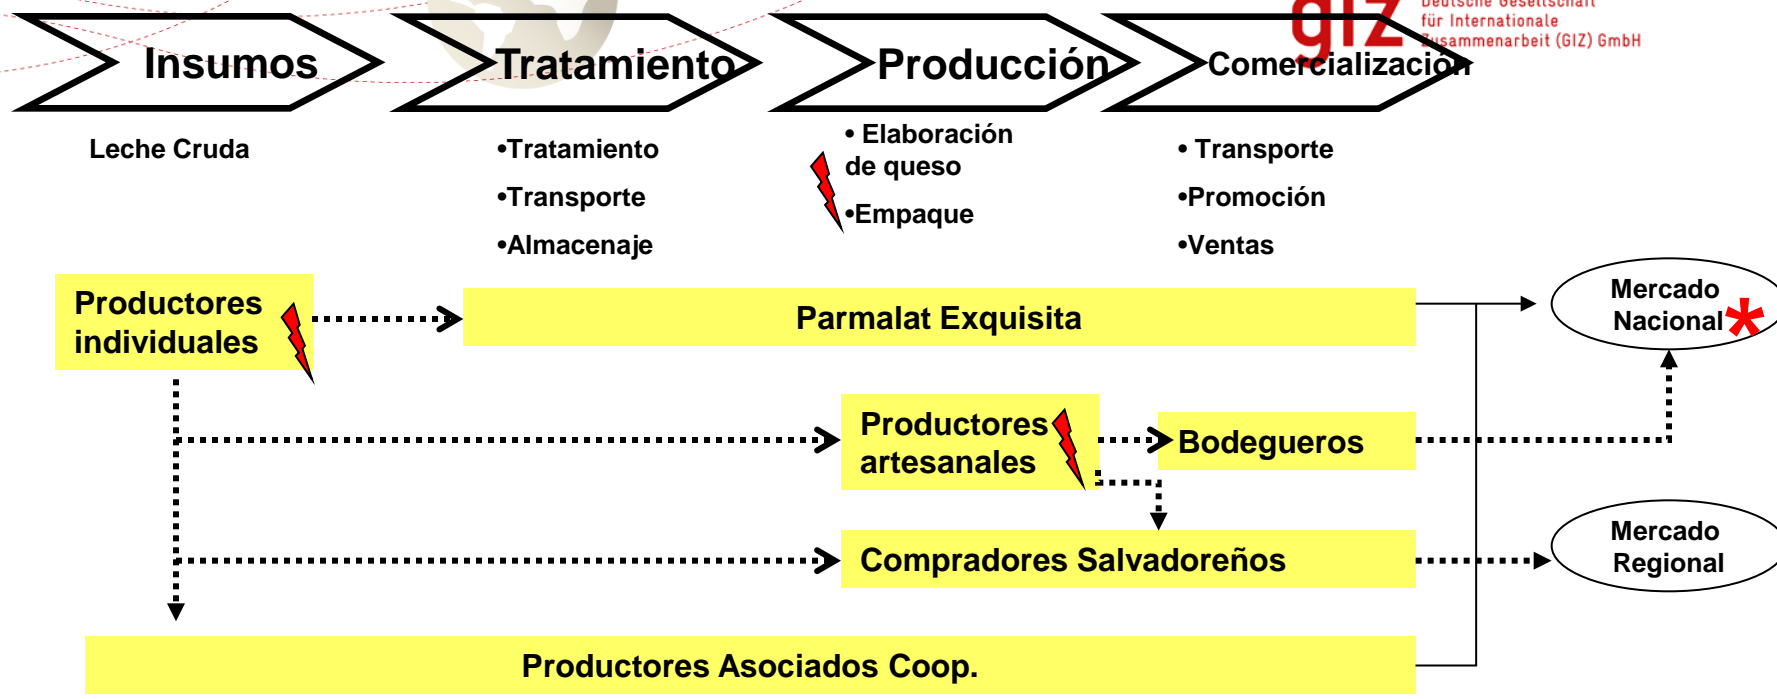 giz
Deutsche Gesellschaft
für Internationale
Zusammenarbeit (GIZ) GmbH
Insumos
Tratamiento
Producción
Comercialización
Leche Cruda
•Tratamiento
•Transporte
•Almacenaje
• Elaboración
de queso
•Empaque
• Transporte
•Promoción
•Ventas
Productores
individuales
Parmalat Exquisita
Mercado
Nacional*
Productores
artesanales
Bodegueros
Compradores Salvadoreños
Mercado
Regional
Productores Asociados Coop.